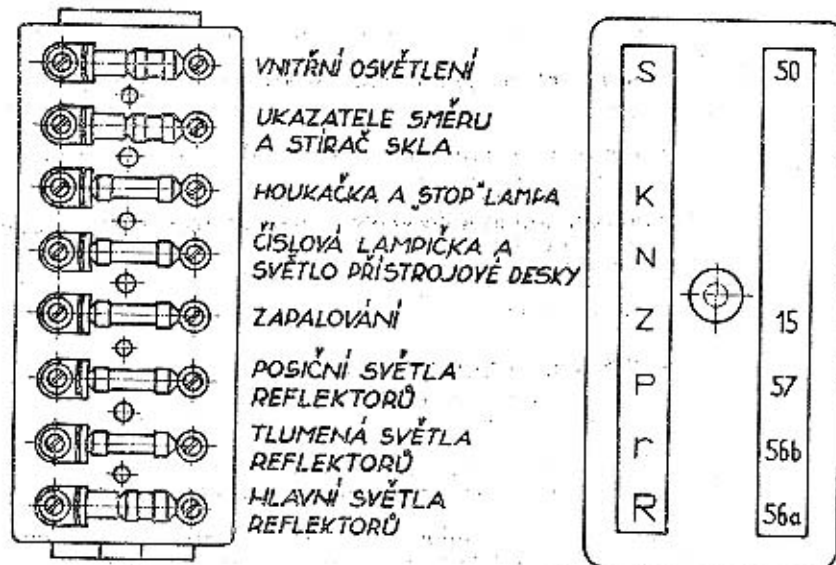 VNITŘNÍ OSVĚTLENÍ
UKAZATELE SMĚRU
A STÍRAČ SKLA
HOUKAČKA A „STOP" LAMPA
ČÍSLOVÁ LAMPIČKA A
SVĚTLO PŘÍSTROJOVÉ DESKY
ZAPALOVÁNÍ
POSIČNÍ SVĚTLA
REFLEKTORŮ
TLUMENÁ SVĚTLA
REFLEKTORŮ
HLAVNÍ SVĚTLA
REFLEKTORŮ
S 50
K
N
Z 15
P 57
r 56b
R 56a